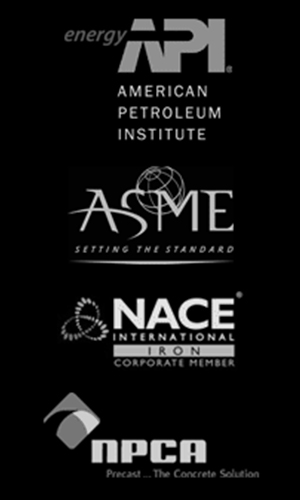 energy API®
AMERICAN
PETROLEUM
INSTITUTE
ASME
SETTING THE STANDARD
NACE®
INTERNATIONAL
IRON
CORPORATE MEMBER
NPCA
Precast... The Concrete Solution